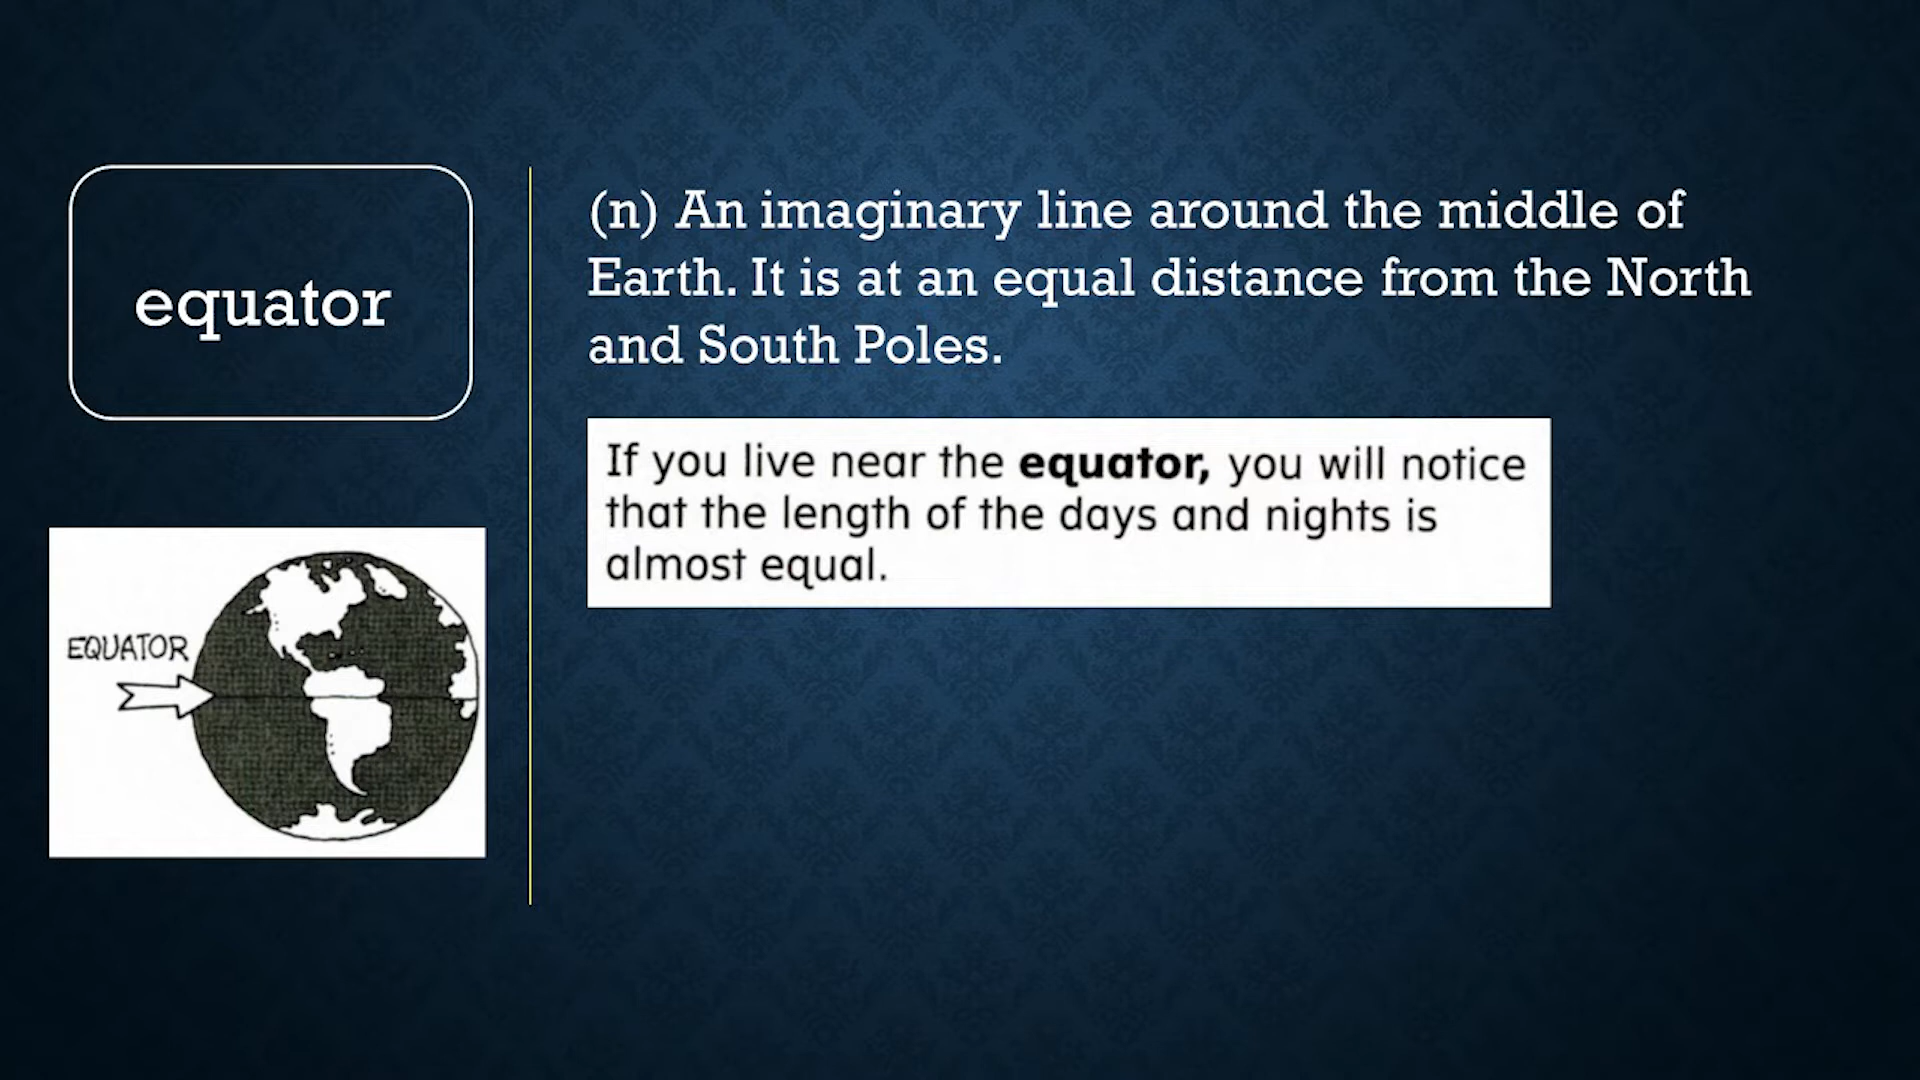 equator
(n) An imaginary line around the middle of
Earth. It is at an equal distance from the North
and South Poles.
If you live near the equator, you will notice
that the length of the days and nights is
almost equal.
EQUATOR